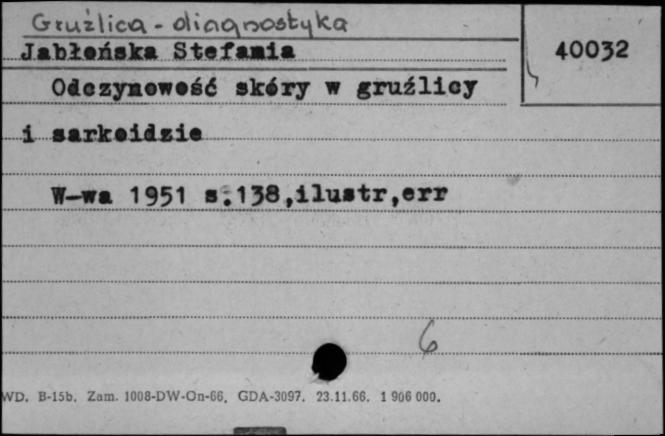 Gruźlica - diagnostyka
Jabłońska Stefania
40032
Odczynowość skóry w gruźlicy
i sarkoidzie
W-wa 1951 s.138,ilustr,err
6
WD. B-15b. Zam. 1008-DW-On-66. GDA-3097. 23.11.66. 1 906 000.